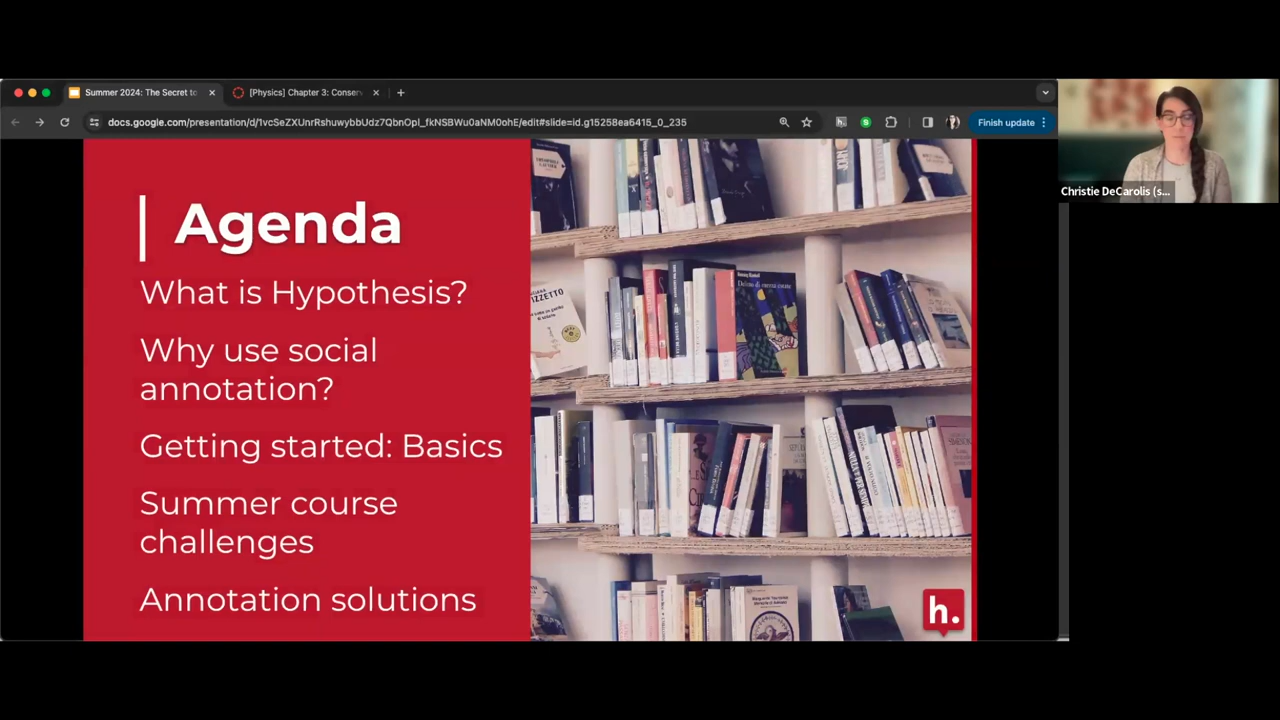 Summer 2024: The Secret to
[Physics] Chapter 3: Conserv
docs.google.com/presentation/d/1vcSeZXUnrRshuwybbUdz7QbnOpl_fkNSBWu0aNM0ohE/edit#slide=id.g15258ea6415_0_235
Finish update
Christie DeCarolis (s...
Agenda
What is Hypothesis?
Why use social
annotation?
Getting started: Basics
Summer course
challenges
Annotation solutions
h.